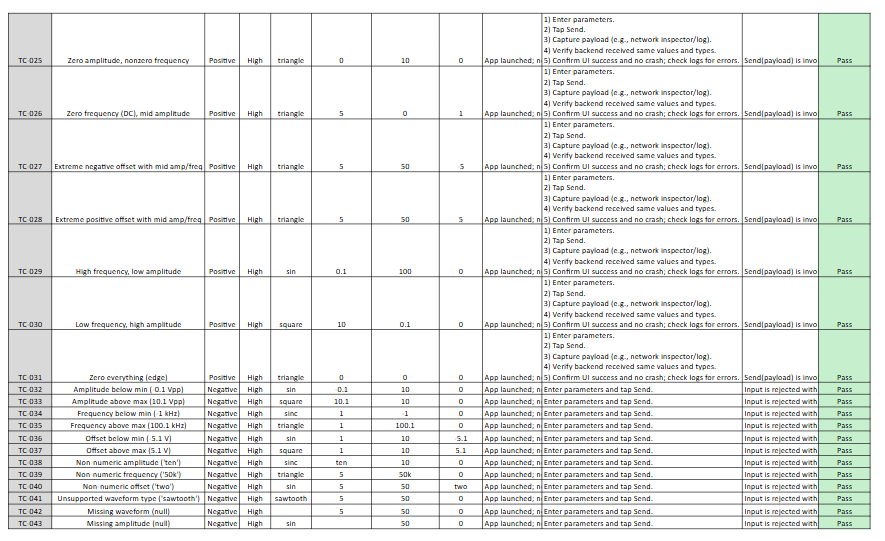 1) Enter parameters.
2) Tap Send.
3) Capture payload (e.g., network inspector/log).
4) Verify backend received same values and types.
TC-025 Zero amplitude, nonzero frequency Positive High triangle 0 10 0 App launched; n 5) Confirm UI success and no crash; check logs for errors. Send(payload) is invo Pass
1) Enter parameters.
2) Tap Send.
3) Capture payload (e.g., network inspector/log).
4) Verify backend received same values and types.
TC-026 Zero frequency (DC), mid amplitude Positive High triangle 5 0 1 App launched; n 5) Confirm UI success and no crash; check logs for errors. Send(payload) is invo Pass
1) Enter parameters.
2) Tap Send.
3) Capture payload (e.g., network inspector/log).
4) Verify backend received same values and types.
TC-027 Extreme negative offset with mid amp/freq Positive High triangle 5 50 -5 App launched; n 5) Confirm UI success and no crash; check logs for errors. Send(payload) is invo Pass
1) Enter parameters.
2) Tap Send.
3) Capture payload (e.g., network inspector/log).
4) Verify backend received same values and types.
TC-028 Extreme positive offset with mid amp/freq Positive High triangle 5 50 5 App launched; n 5) Confirm UI success and no crash; check logs for errors. Send(payload) is invo Pass
1) Enter parameters.
2) Tap Send.
3) Capture payload (e.g., network inspector/log).
4) Verify backend received same values and types.
TC-029 High frequency, low amplitude Positive High sin 0.1 100 0 App launched; n 5) Confirm UI success and no crash; check logs for errors. Send(payload) is invo Pass
1) Enter parameters.
2) Tap Send.
3) Capture payload (e.g., network inspector/log).
4) Verify backend received same values and types.
TC-030 Low frequency, high amplitude Positive High square 10 0.1 0 App launched; n 5) Confirm UI success and no crash; check logs for errors. Send(payload) is invo Pass
1) Enter parameters.
2) Tap Send.
3) Capture payload (e.g., network inspector/log).
4) Verify backend received same values and types.
TC-031 Zero everything (edge) Positive High triangle 0 0 0 App launched; n 5) Confirm UI success and no crash; check logs for errors. Send(payload) is invo Pass
TC-032 Amplitude below min (-0.1 Vpp) Negative High sin -0.1 10 0 App launched; n Enter parameters and tap Send. Input is rejected with Pass
TC-033 Amplitude above max (10.1 Vpp) Negative High square 10.1 10 0 App launched; n Enter parameters and tap Send. Input is rejected with Pass
TC-034 Frequency below min (-1 kHz) Negative High sinc 1 -1 0 App launched; n Enter parameters and tap Send. Input is rejected with Pass
TC-035 Frequency above max (100.1 kHz) Negative High triangle 1 100.1 0 App launched; n Enter parameters and tap Send. Input is rejected with Pass
TC-036 Offset below min (-5.1 V) Negative High sin 1 10 -5.1 App launched; n Enter parameters and tap Send. Input is rejected with Pass
TC-037 Offset above max (5.1 V) Negative High square 1 10 5.1 App launched; n Enter parameters and tap Send. Input is rejected with Pass
TC-038 Non-numeric amplitude ('ten') Negative High sinc ten 10 0 App launched; n Enter parameters and tap Send. Input is rejected with Pass
TC-039 Non-numeric frequency ('50k') Negative High triangle 5 50k 0 App launched; n Enter parameters and tap Send. Input is rejected with Pass
TC-040 Non-numeric offset ('two') Negative High sin 5 50 two App launched; n Enter parameters and tap Send. Input is rejected with Pass
TC-041 Unsupported waveform type ('sawtooth') Negative High sawtooth 5 50 0 App launched; n Enter parameters and tap Send. Input is rejected with Pass
TC-042 Missing waveform (null) Negative High 5 50 0 App launched; n Enter parameters and tap Send. Input is rejected with Pass
TC-043 Missing amplitude (null) Negative High sin 50 0 App launched; n Enter parameters and tap Send. Input is rejected with Pass